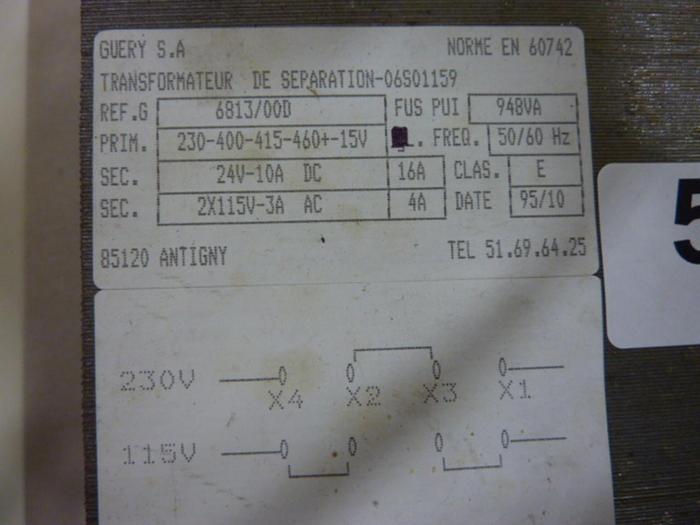 GUERY S.A NORME EN 60742
TRANSFORMATEUR DE SEPARATION-06S01159
REF.G 6813/00D FUS PUI 948VA
PRIM. 230-400-415-460+-15V . FREQ. 50/60 Hz
SEC. 24V-10A DC 16A CLAS. E
SEC. 2X115V-3A AC 4A DATE 95/10
85120 ANTIGNY TEL 51.69.64.25
5
230V X4 X2 X3 X1
115V